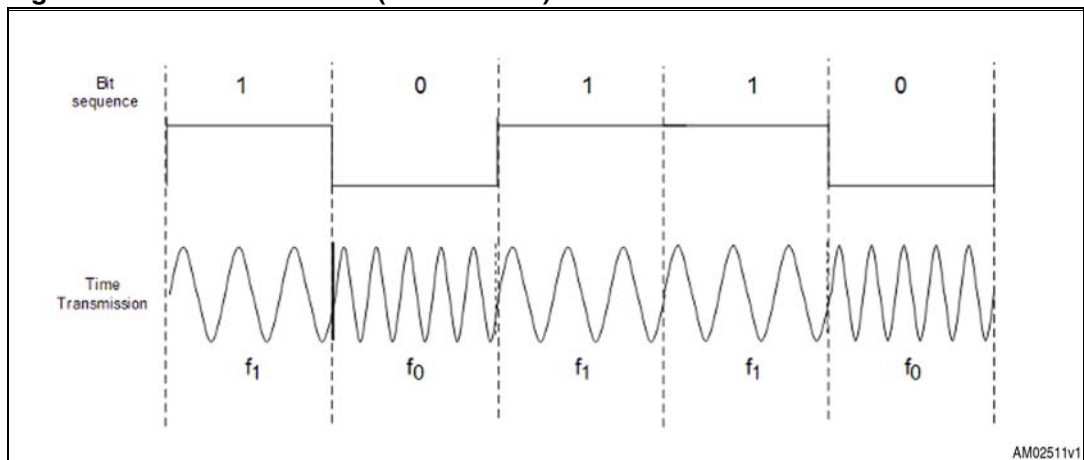 Bit
sequence
1 0 1 1 0
Time
Transmission
f1 f0 f1 f1 f0
AM02511v1